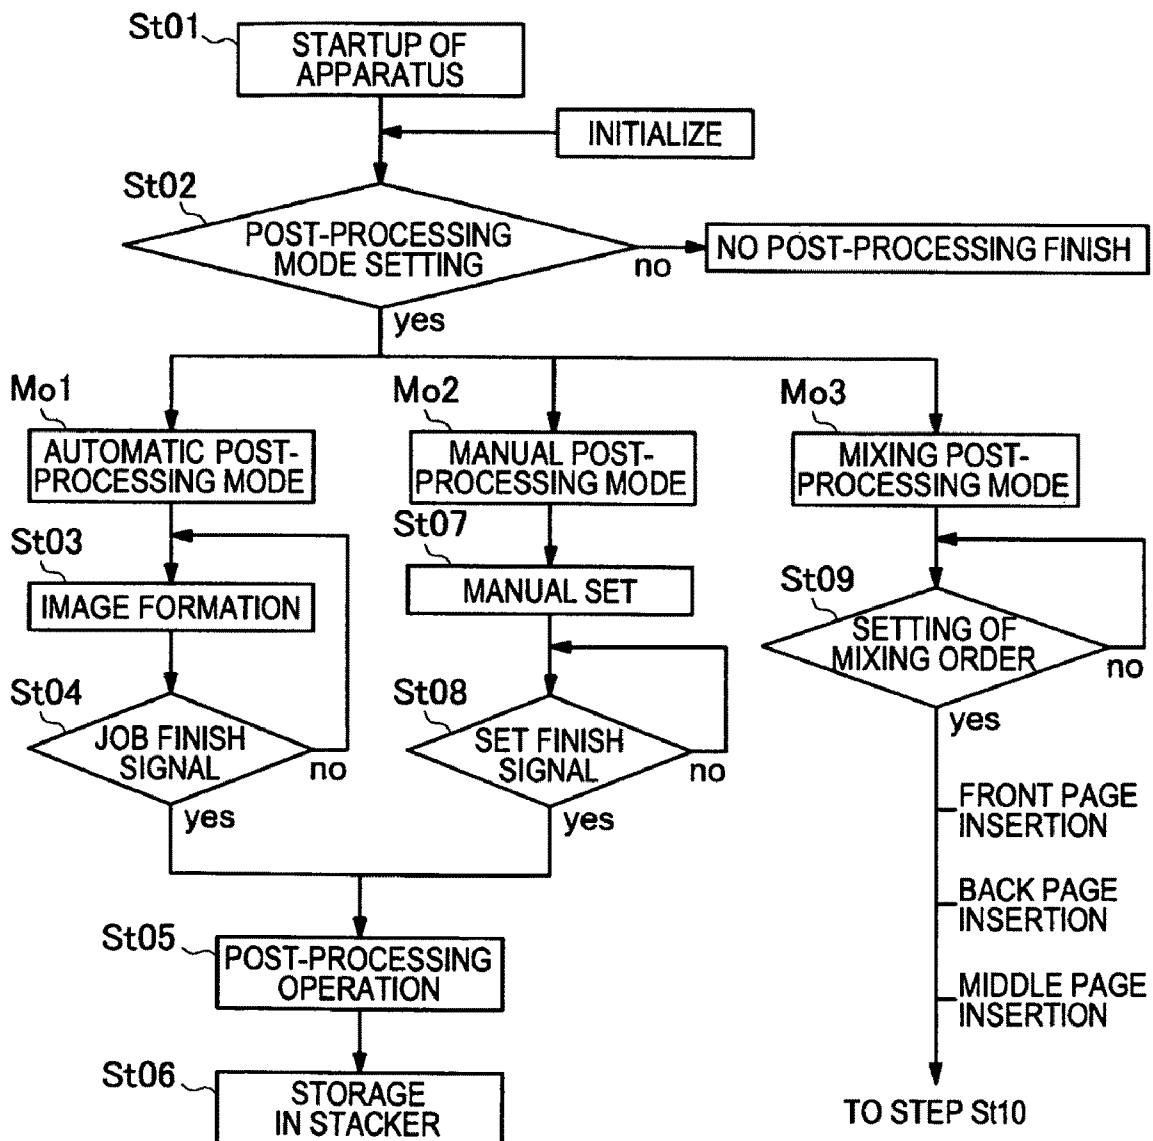 St01
STARTUP OF
APPARATUS
INITIALIZE
St02
POST-PROCESSING
MODE SETTING
no
NO POST-PROCESSING FINISH
yes
Mo1
AUTOMATIC POST-
PROCESSING MODE
Mo2
MANUAL POST-
PROCESSING MODE
Mo3
MIXING POST-
PROCESSING MODE
St03
IMAGE FORMATION
St07
MANUAL SET
St09
SETTING OF
MIXING ORDER
no
yes
St04
JOB FINISH
SIGNAL
no
yes
St08
SET FINISH
SIGNAL
no
yes
FRONT PAGE
INSERTION
BACK PAGE
INSERTION
MIDDLE PAGE
INSERTION
St05
POST-PROCESSING
OPERATION
St06
STORAGE
IN STACKER
TO STEP St10